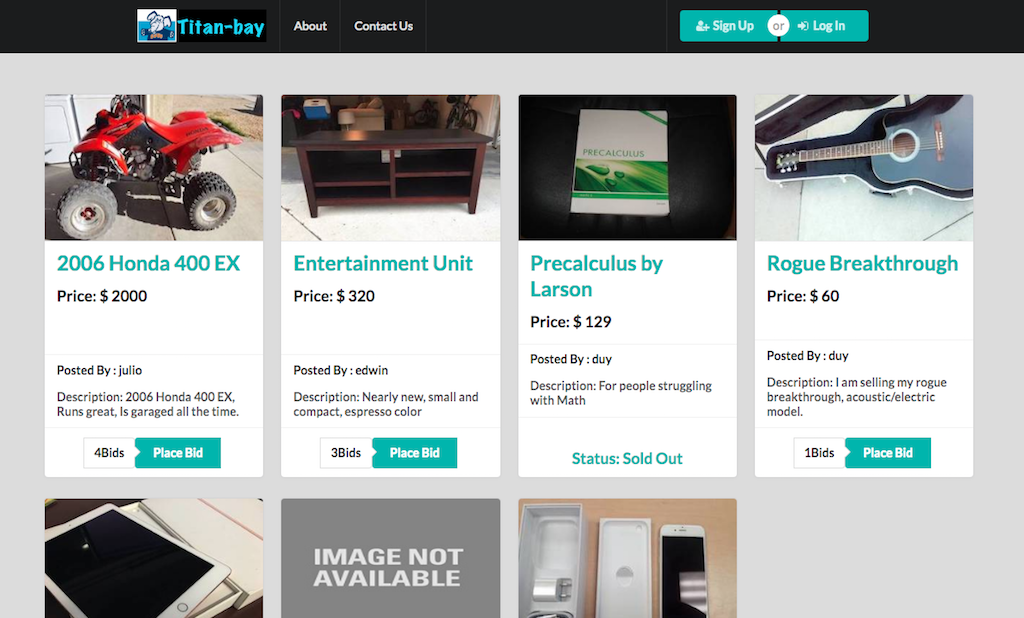 Titan-bay
About
Contact Us
Sign Up
or
Log In
PRECALCULUS
2006 Honda 400 EX
Price: $ 2000
Posted By : julio
Description: 2006 Honda 400 EX,
Runs great, Is garaged all the time.
4Bids
Place Bid
Entertainment Unit
Price: $ 320
Posted By : edwin
Description: Nearly new, small and
compact, espresso color
3Bids
Place Bid
Precalculus by
Larson
Price: $ 129
Posted By : duy
Description: For people struggling
with Math
Status: Sold Out
Rogue Breakthrough
Price: $ 60
Posted By : duy
Description: I am selling my rogue
breakthrough, acoustic/electric
model.
1Bids
Place Bid
IMAGE NOT
AVAILABLE